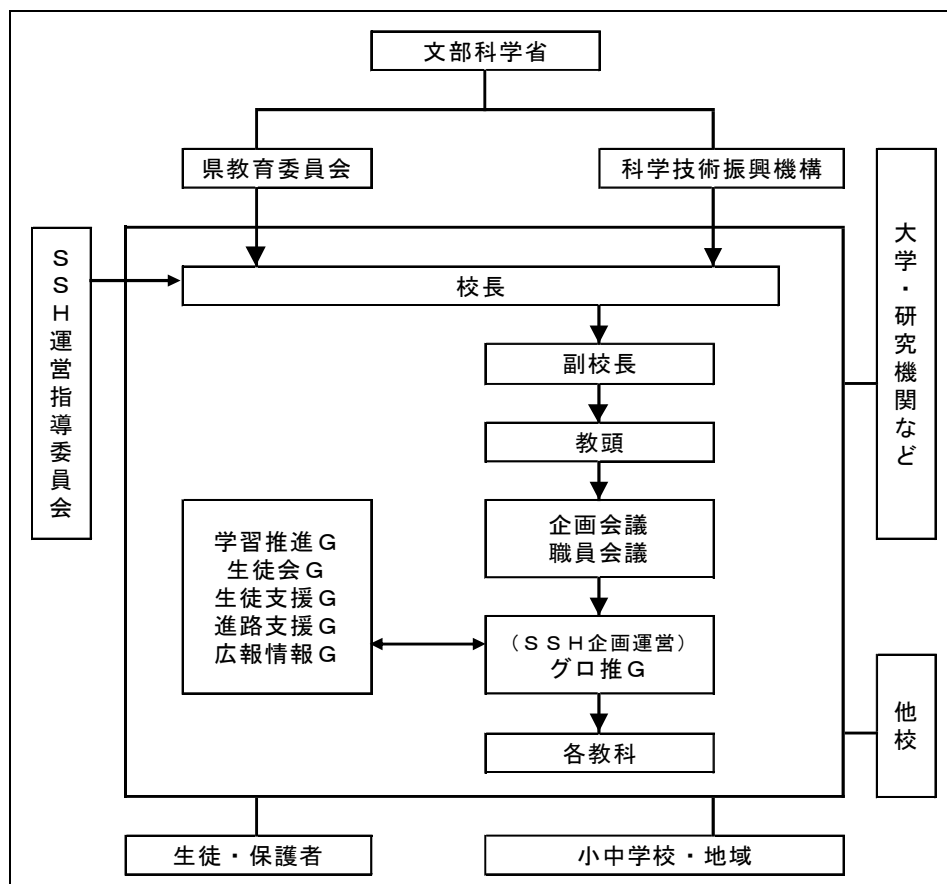 文部科学省
県教育委員会
科学技術振興機構
SSH運営指導委員会
大学・研究機関など
校長
副校長
教頭
企画会議
職員会議
学習推進G
生徒会G
生徒支援G
進路支援G
広報情報G
(SSH企画運営)
グロ推G
他校
各教科
生徒・保護者
小中学校・地域